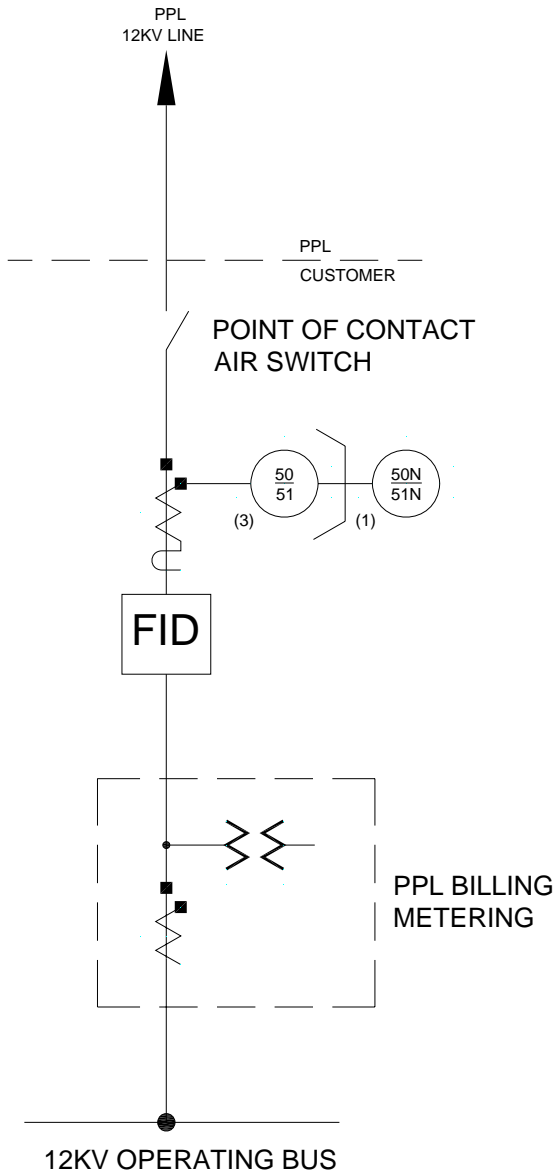 PPL
12KV LINE
PPL
CUSTOMER
POINT OF CONTACT
AIR SWITCH
50
51
50N
51N
(3)
(1)
FID
PPL BILLING
METERING
12KV OPERATING BUS